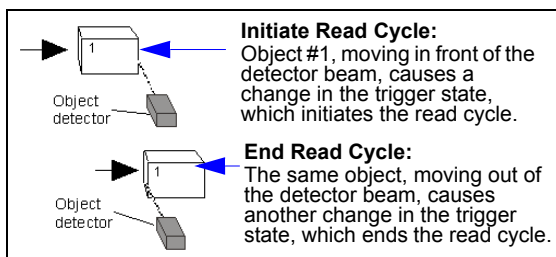 Initiate Read Cycle:
Object #1, moving in front of the
detector beam, causes a
change in the trigger state,
which initiates the read cycle.
1
Object
detector
End Read Cycle:
The same object, moving out of
the detector beam, causes
another change in the trigger
state, which ends the read cycle.
1
Object
detector